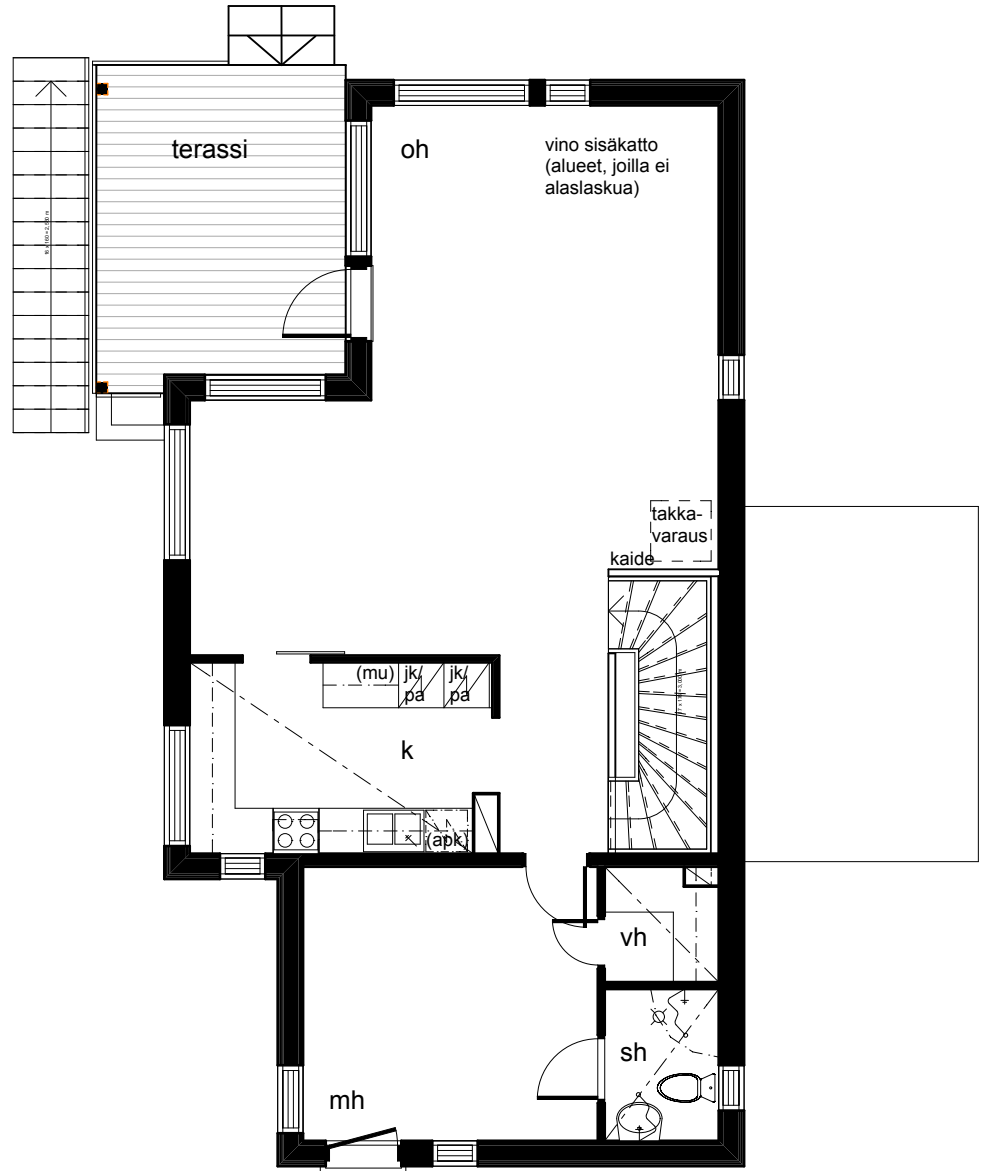 terassi
oh
vino sisäkatto
(alueet, joilla ei
alaslaskua)
takka-
varaus
kaide
(mu)
jk/
pa
jk/
pa
k
(apk)
vh
sh
mh